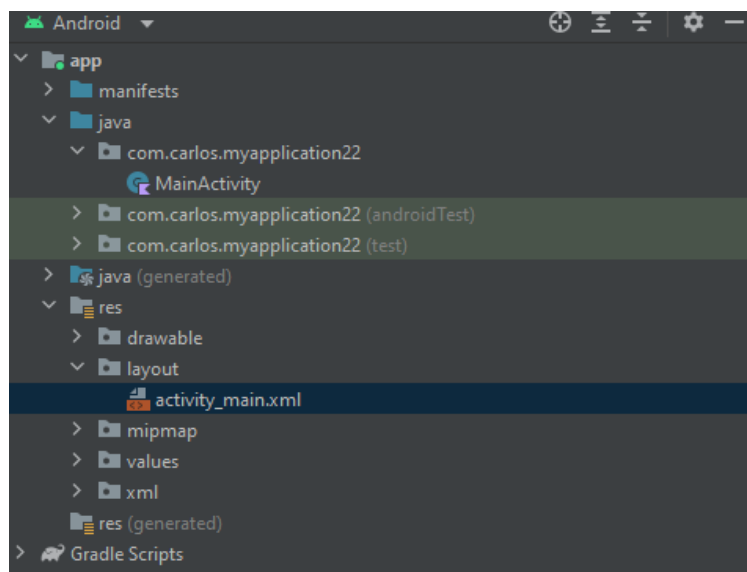 Android
app
manifests
java
com.carlos.myapplication22
MainActivity
com.carlos.myapplication22 (androidTest)
com.carlos.myapplication22 (test)
java (generated)
res
drawable
layout
activity_main.xml
mipmap
values
xml
res (generated)
Gradle Scripts